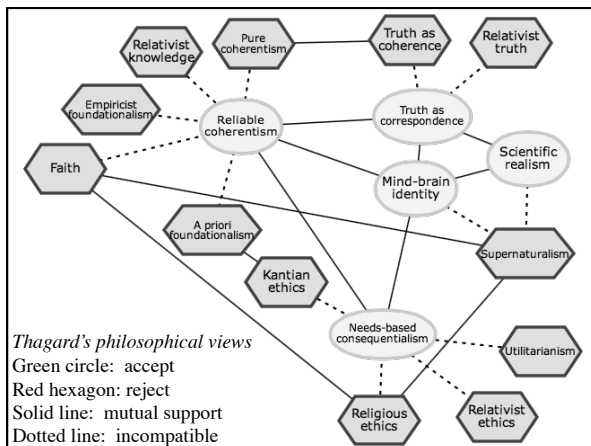 Relativist
knowledge
Pure
coherentism
Truth as
coherence
Relativist
truth
Empiricist
foundationalism
Reliable
coherentism
Truth as
correspondence
Scientific
realism
Faith
Mind-brain
identity
A priori
foundationalism
Supernaturalism
Kantian
ethics
Needs-based
consequentialism
Utilitarianism
Religious
ethics
Relativist
ethics
Thagard's philosophical views
Green circle: accept
Red hexagon: reject
Solid line: mutual support
Dotted line: incompatible